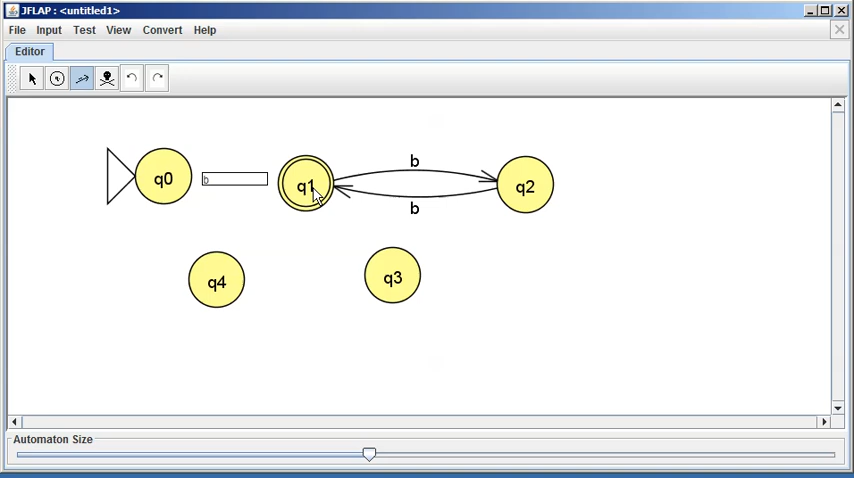 JFLAP : <untitled1>
File Input Test View Convert Help
Editor
q0
b
q1
b
b
q2
q4
q3
Automaton Size